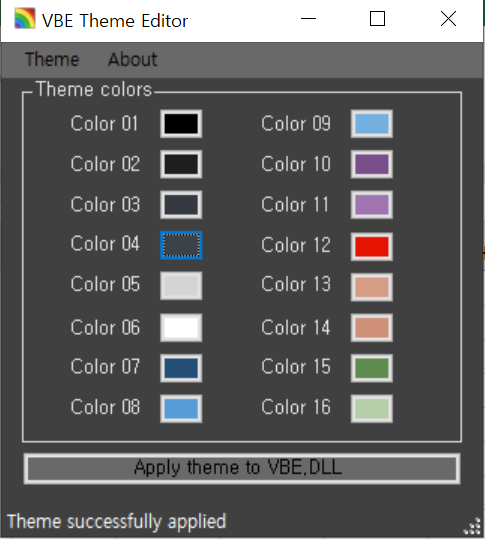 VBE Theme Editor
Theme About
Theme colors
Color 01 Color 09
Color 02 Color 10
Color 03 Color 11
Color 04 Color 12
Color 05 Color 13
Color 06 Color 14
Color 07 Color 15
Color 08 Color 16
Apply theme to VBE,DLL
Theme successfully applied